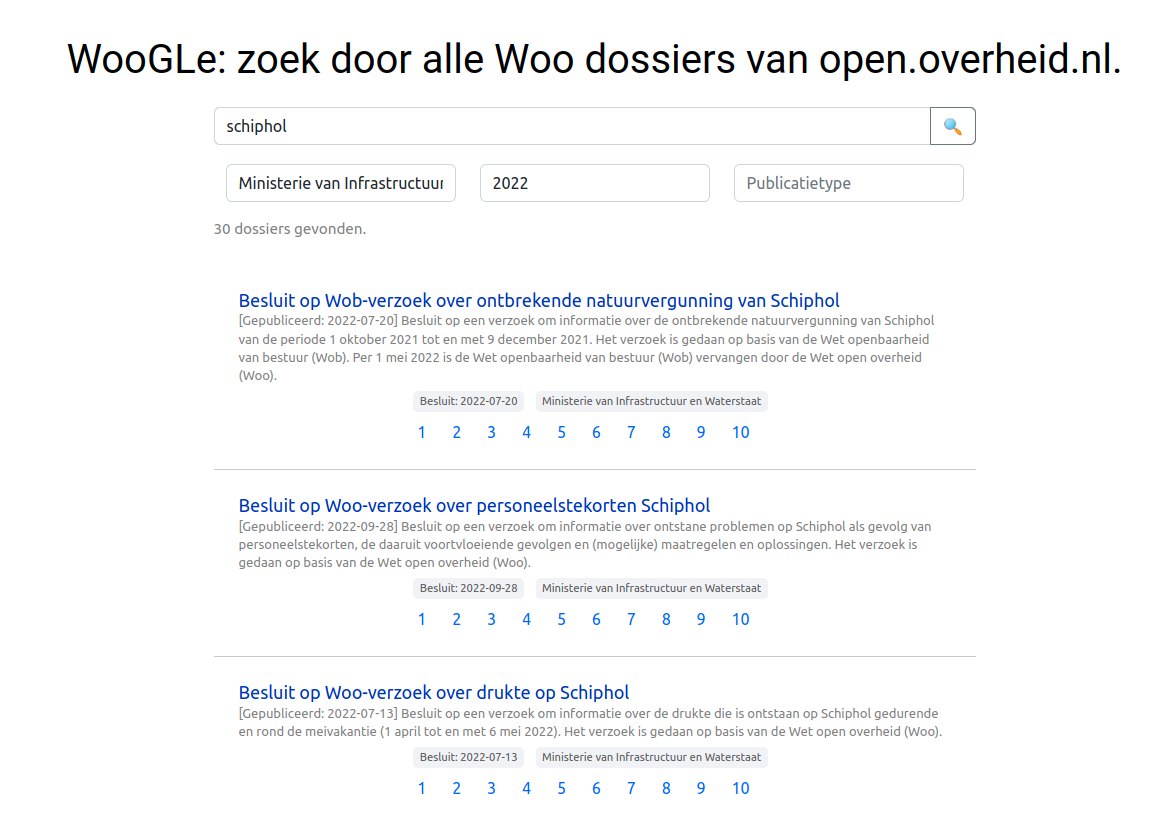 WooGLe: zoek door alle Woo dossiers van open.overheid.nl.
schiphol
Ministerie van Infrastructuur 2022 Publicatietype
30 dossiers gevonden.
Besluit op Wob-verzoek over ontbrekende natuurvergunning van Schiphol
[Gepubliceerd: 2022-07-20] Besluit op een verzoek om informatie over de ontbrekende natuurvergunning van Schiphol
van de periode 1 oktober 2021 tot en met 9 december 2021. Het verzoek is gedaan op basis van de Wet openbaarheid
van bestuur (Wob). Per 1 mei 2022 is de Wet openbaarheid van bestuur (Wob) vervangen door de Wet open overheid
(Woo).
Besluit: 2022-07-20 Ministerie van Infrastructuur en Waterstaat
1 2 3 4 5 6 7 8 9 10
Besluit op Woo-verzoek over personeelstekorten Schiphol
[Gepubliceerd: 2022-09-28] Besluit op een verzoek om informatie over ontstane problemen op Schiphol als gevolg van
personeelstekorten, de daaruit voortvloeiende gevolgen en (mogelijke) maatregelen en oplossingen. Het verzoek is
gedaan op basis van de Wet open overheid (Woo).
Besluit: 2022-09-28 Ministerie van Infrastructuur en Waterstaat
1 2 3 4 5 6 7 8 9 10
Besluit op Woo-verzoek over drukte op Schiphol
[Gepubliceerd: 2022-07-13] Besluit op een verzoek om informatie over de drukte die is ontstaan op Schiphol gedurende
en rond de meivakantie (1 april tot en met 6 mei 2022). Het verzoek is gedaan op basis van de Wet open overheid (Woo).
Besluit: 2022-07-13 Ministerie van Infrastructuur en Waterstaat
1 2 3 4 5 6 7 8 9 10